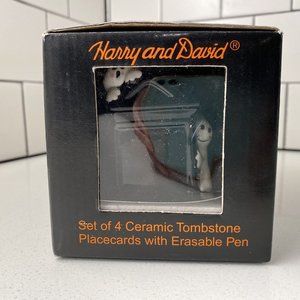 Harry and David®
Set of 4 Ceramic Tombstone
Placecards with Erasable Pen